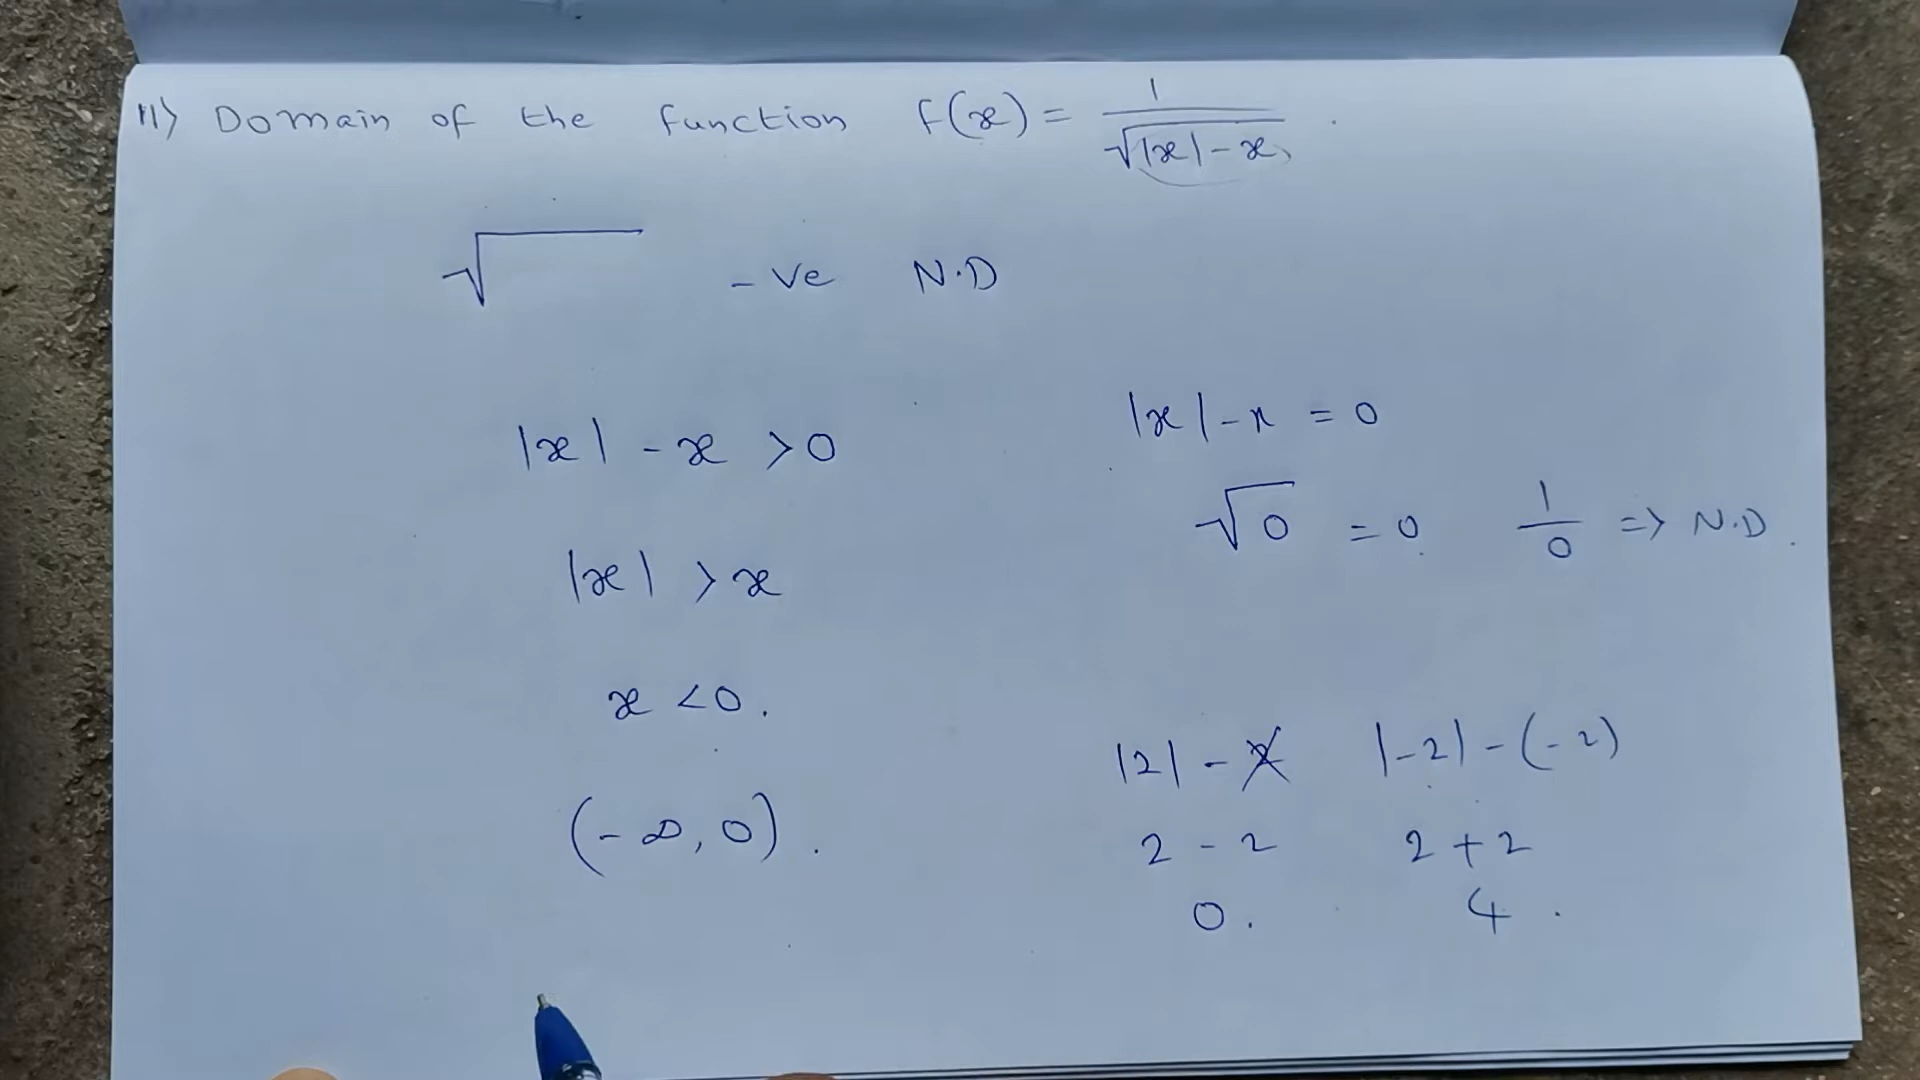 11) Domain of the function f(x) = 1/√(|x| - x) .
√ -ve N.D
|x| - x > 0
|x| > x
x < 0 .
(-∞, 0) .
|x| - x = 0
√0 = 0 1/0 => N.D .
|2| - 2 |-2| - (-2)
2 - 2 2 + 2
0 . 4 .